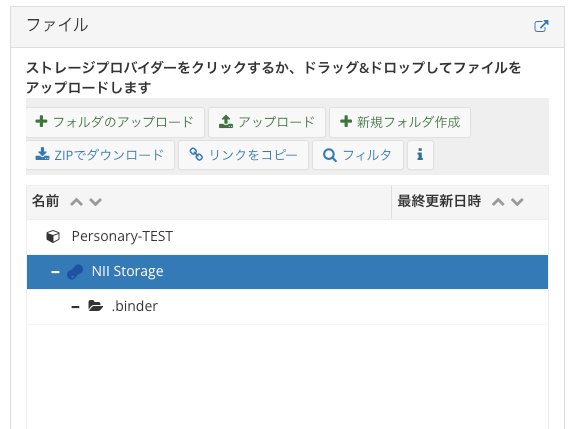 ファイル
ストレージプロバイダーをクリックするか、ドラッグ&ドロップしてファイルを
アップロードします
フォルダのアップロード アップロード 新規フォルダ作成
ZIPでダウンロード リンクをコピー フィルタ i
名前 最終更新日時
Personary-TEST
NII Storage
.binder